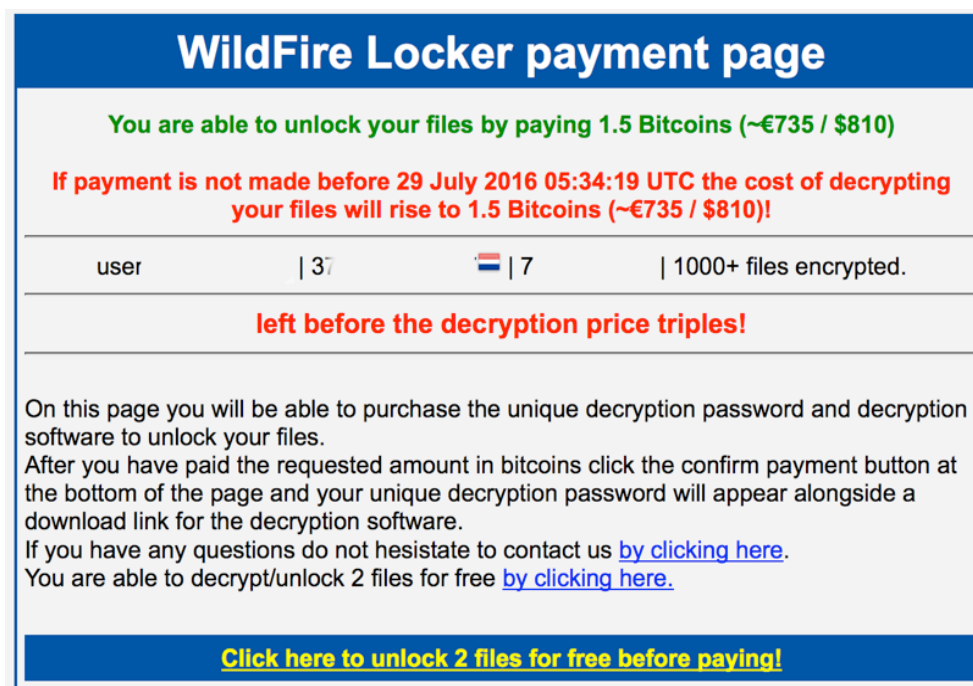 WildFire Locker payment page
You are able to unlock your files by paying 1.5 Bitcoins (~€735 / $810)
If payment is not made before 29 July 2016 05:34:19 UTC the cost of decrypting
your files will rise to 1.5 Bitcoins (~€735 / $810)!
user | 37 | 7 | 1000+ files encrypted.
left before the decryption price triples!
On this page you will be able to purchase the unique decryption password and decryption
software to unlock your files.
After you have paid the requested amount in bitcoins click the confirm payment button at
the bottom of the page and your unique decryption password will appear alongside a
download link for the decryption software.
If you have any questions do not hesistate to contact us by clicking here.
You are able to decrypt/unlock 2 files for free by clicking here.
Click here to unlock 2 files for free before paying!